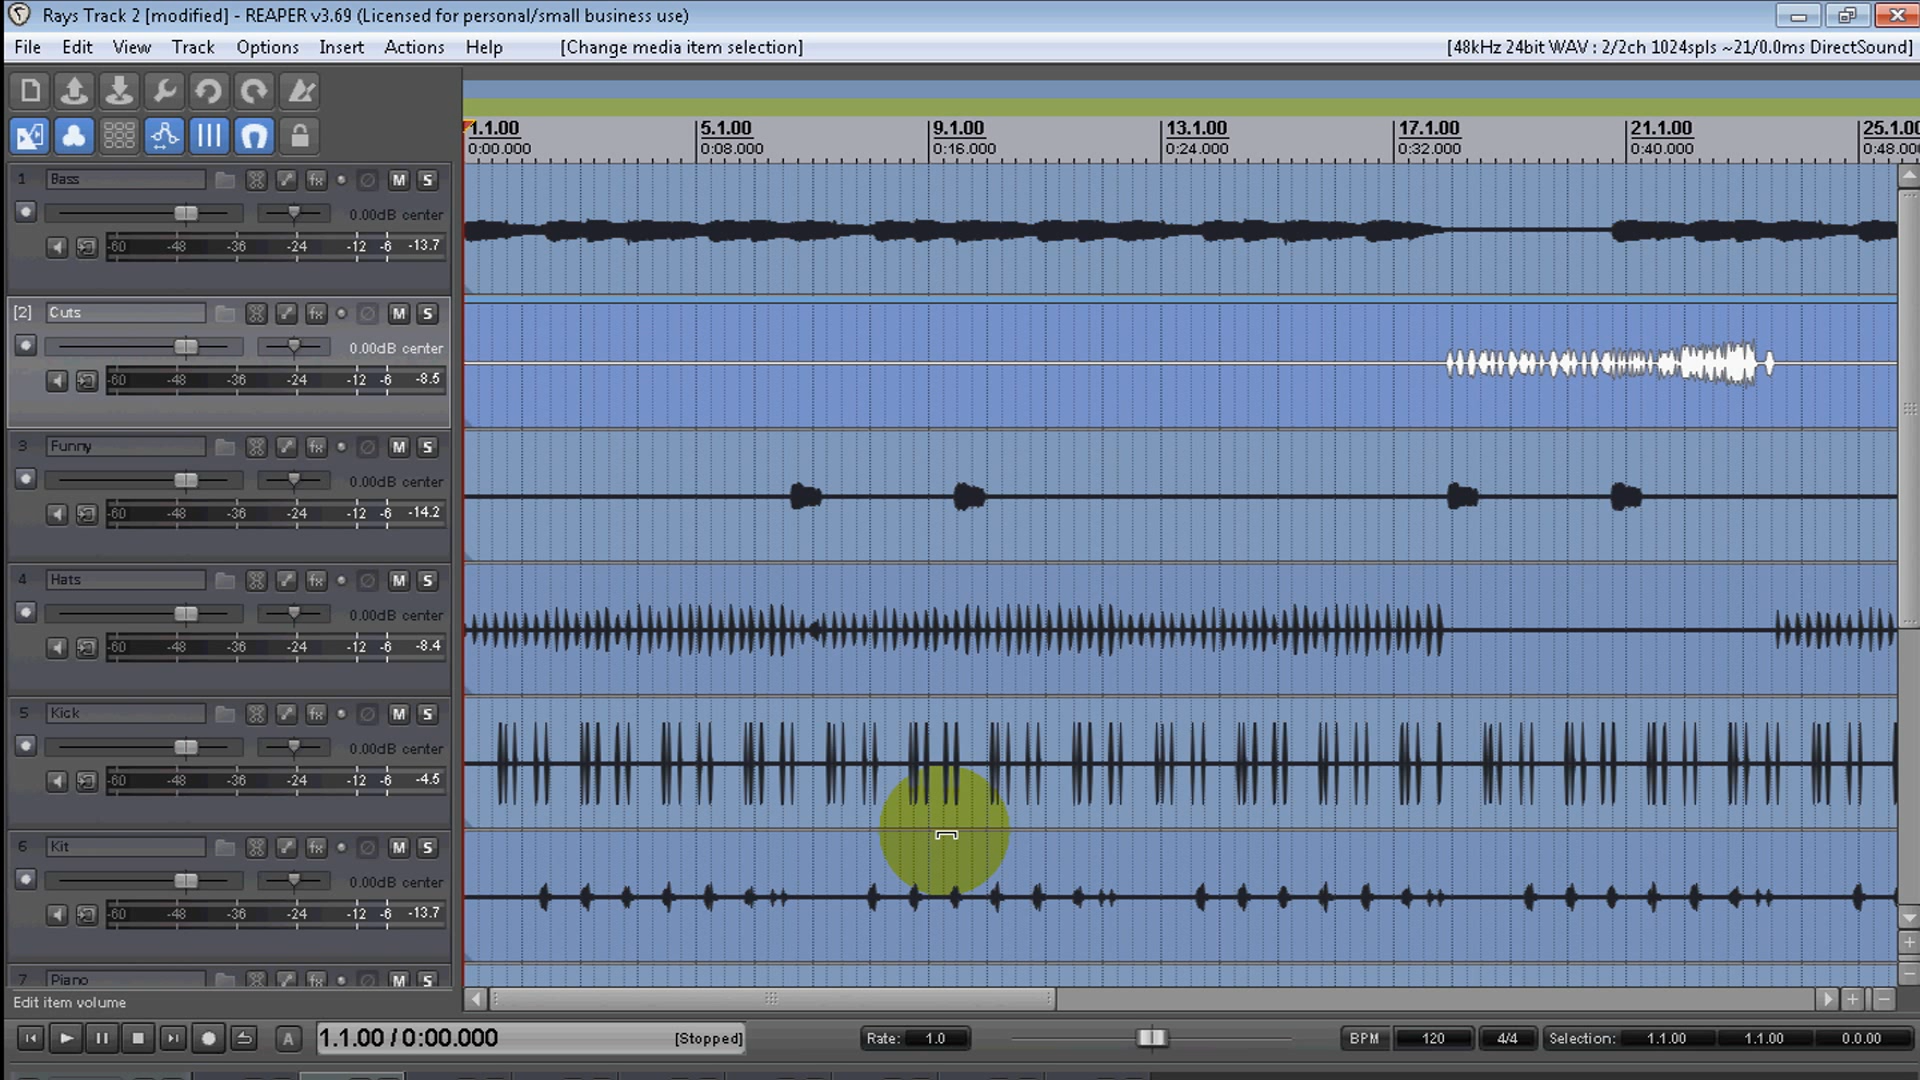 Rays Track 2 [modified] - REAPER v3.69 (Licensed for personal/small business use)
File Edit View Track Options Insert Actions Help [Change media item selection] [48kHz 24bit WAV : 2/2ch 1024spls ~21/0.0ms DirectSound]
1.1.00 5.1.00 9.1.00 13.1.00 17.1.00 21.1.00 25.1.00
0:00.000 0:08.000 0:16.000 0:24.000 0:32.000 0:40.000 0:48.000
1 Bass fx M S
0.00dB center
-60 -48 -36 -24 -12 -6 -13.7
[2] Cuts fx M S
0.00dB center
-60 -48 -36 -24 -12 -6 -8.5
3 Funny fx M S
0.00dB center
-60 -48 -36 -24 -12 -6 -14.2
4 Hats fx M S
0.00dB center
-60 -48 -36 -24 -12 -6 -8.4
5 Kick fx M S
0.00dB center
-60 -48 -36 -24 -12 -6 -4.5
6 Kit fx M S
0.00dB center
-60 -48 -36 -24 -12 -6 -13.7
7 Piano fx M S
Edit item volume
A 1.1.00 / 0:00.000 [Stopped] Rate: 1.0 BPM 120 4/4 Selection: 1.1.00 1.1.00 0.0.00